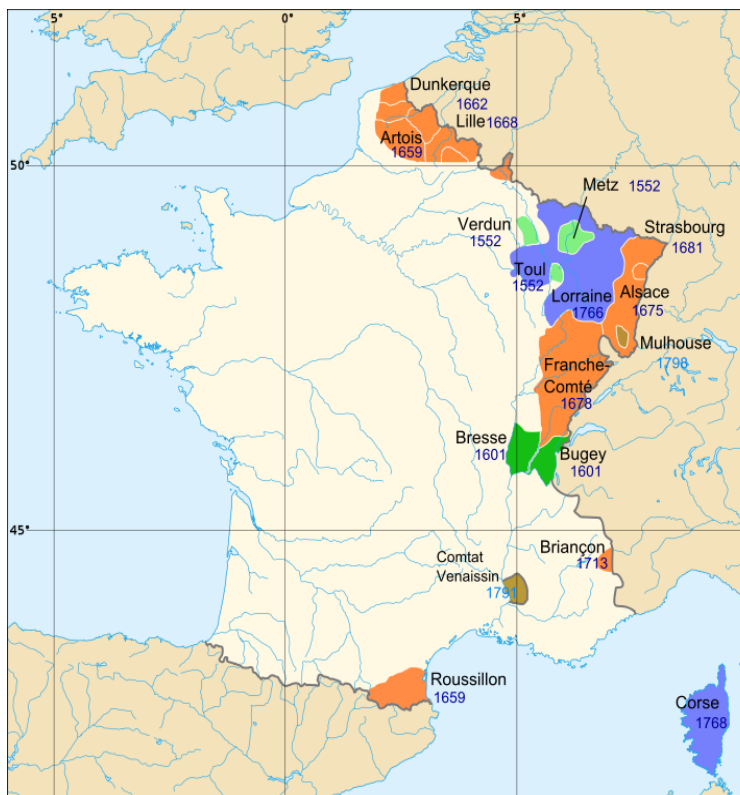 5°
0°
5°
Dunkerque
1662
Lille 1668
Artois
1659
50°
Metz 1552
Verdun
1552
Strasbourg
1681
Toul
1552
Lorraine
1766
Alsace
1675
Mulhouse
1798
Franche-
Comté
1678
Bresse
1601
Bugey
1601
45°
Briançon
1713
Comtat
Venaissin
1791
Roussillon
1659
Corse
1768